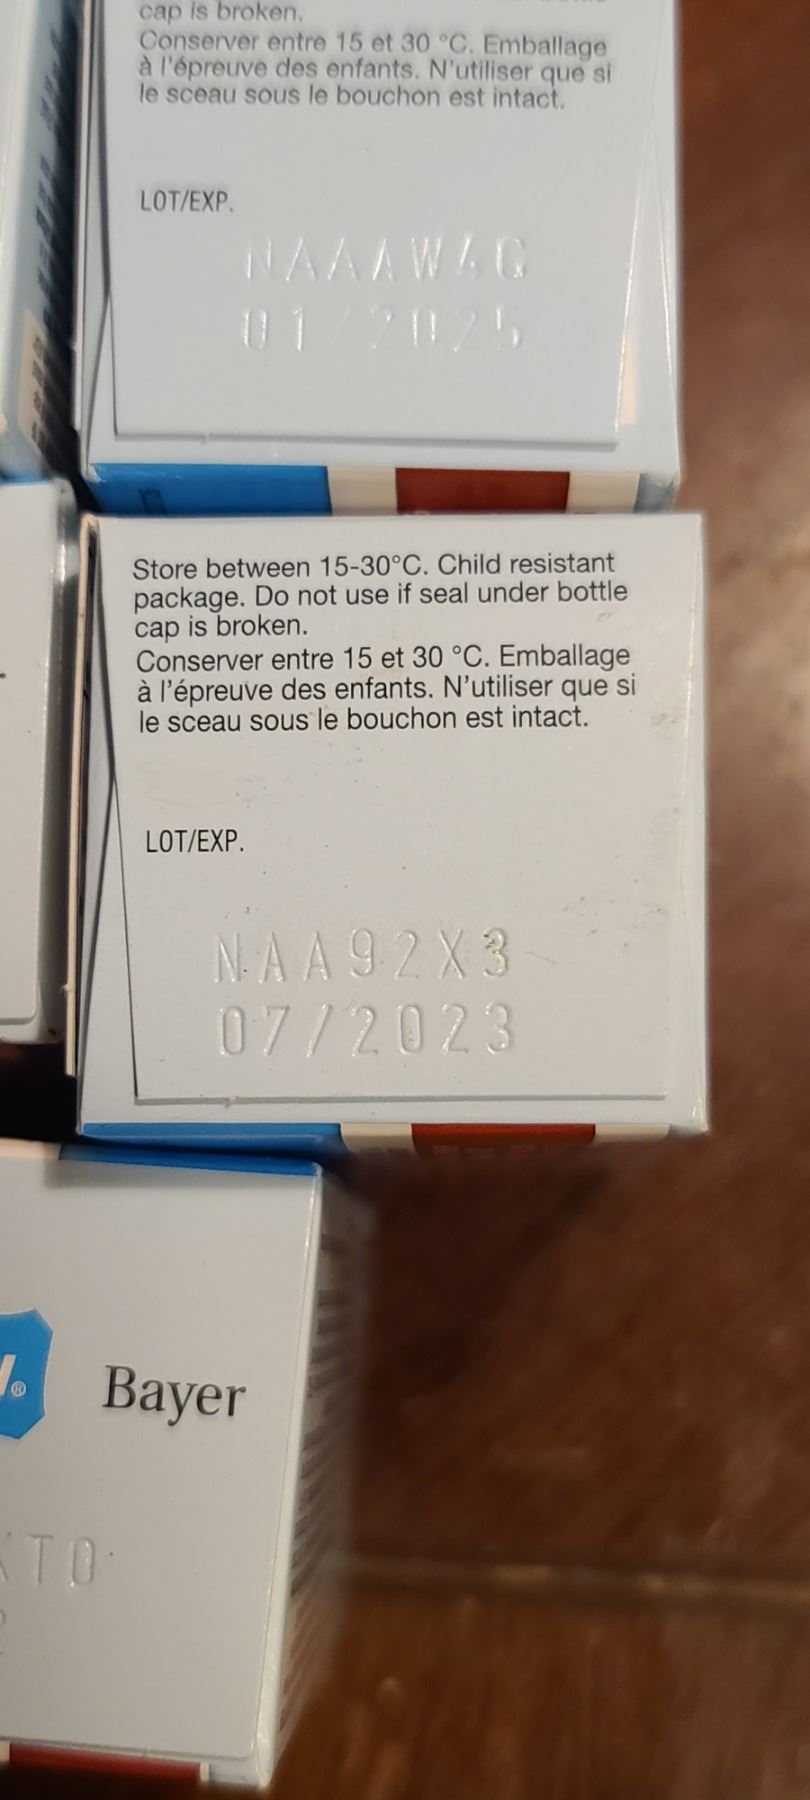 cap is broken.
Conserver entre 15 et 30 °C. Emballage
à l'épreuve des enfants. N'utiliser que si
le sceau sous le bouchon est intact.
LOT/EXP.
01/2025
Store between 15-30°C. Child resistant
package. Do not use if seal under bottle
cap is broken.
Conserver entre 15 et 30 °C. Emballage
à l'épreuve des enfants. N'utiliser que si
le sceau sous le bouchon est intact.
LOT/EXP.
NAA92X3
07/2023
Bayer